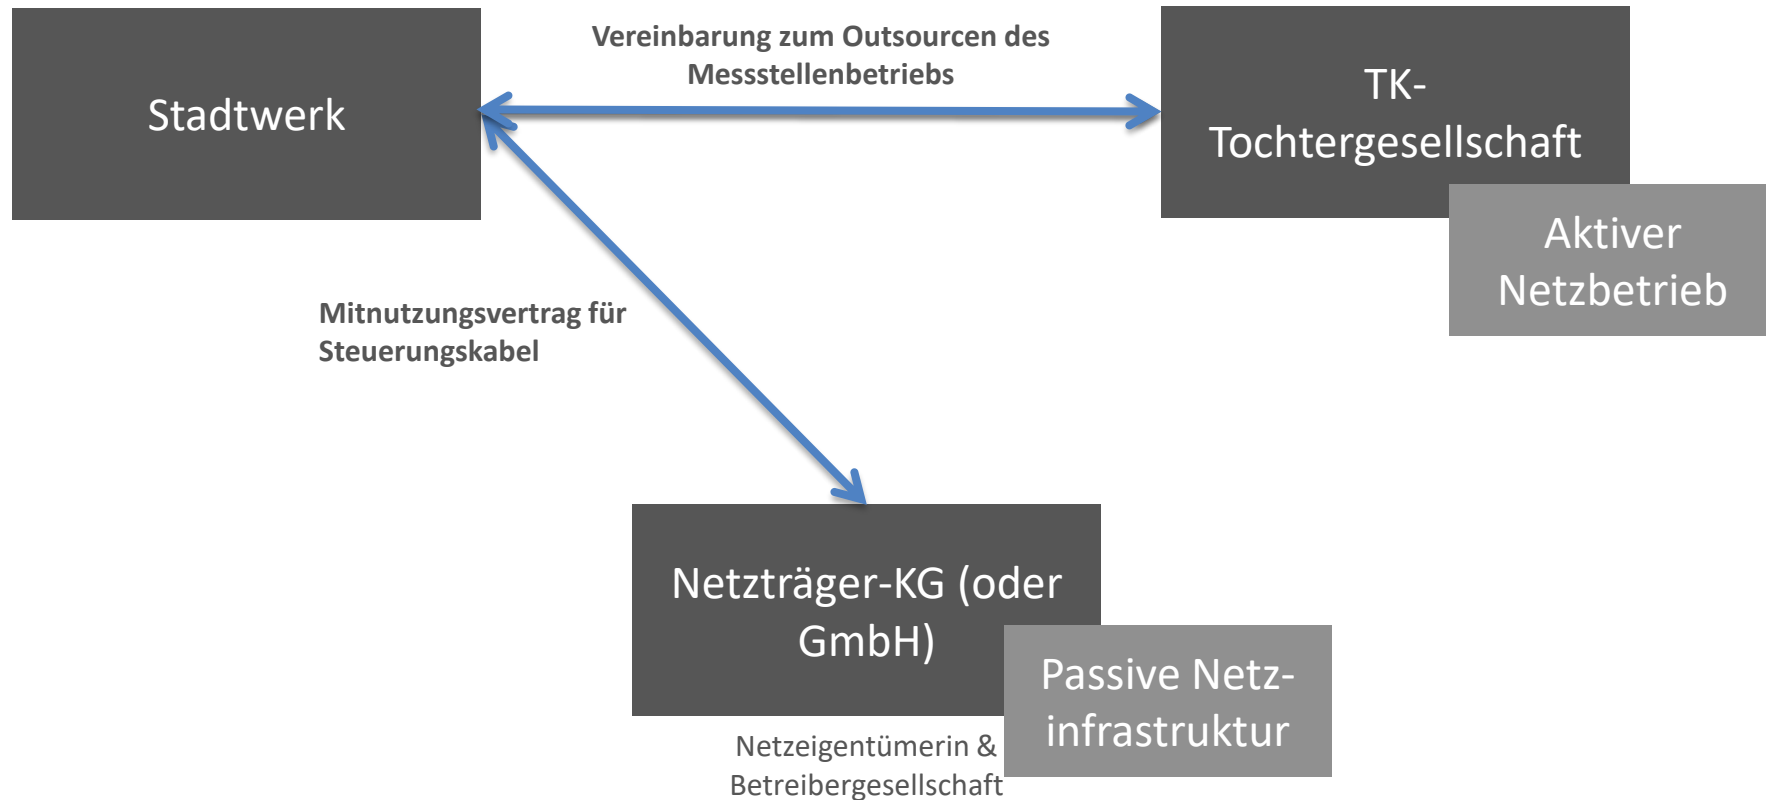 Vereinbarung zum Outsourcen des
Messstellenbetriebs
Stadtwerk
TK-
Tochtergesellschaft
Aktiver
Netzbetrieb
Mitnutzungsvertrag für
Steuerungskabel
Netzträger-KG (oder
GmbH)
Passive Netz-
infrastruktur
Netzeigentümerin &
Betreibergesellschaft